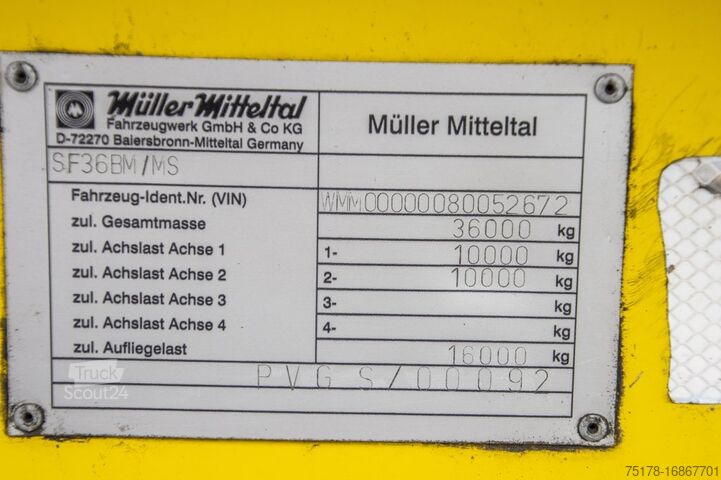 Müller Mitteltal
Fahrzeugwerk GmbH & Co KG
D-72270 Baiersbronn-Mitteltal Germany
Müller Mitteltal
SF36BM/MS
Fahrzeug-Ident.Nr. (VIN) WMM00000080052672
zul. Gesamtmasse 36000 kg
zul. Achslast Achse 1 1- 10000 kg
zul. Achslast Achse 2 2- 10000 kg
zul. Achslast Achse 3 3- kg
zul. Achslast Achse 4 4- kg
zul. Aufliegelast 16000 kg
PVG S/00092
Truck
Scout24
75178-16867701